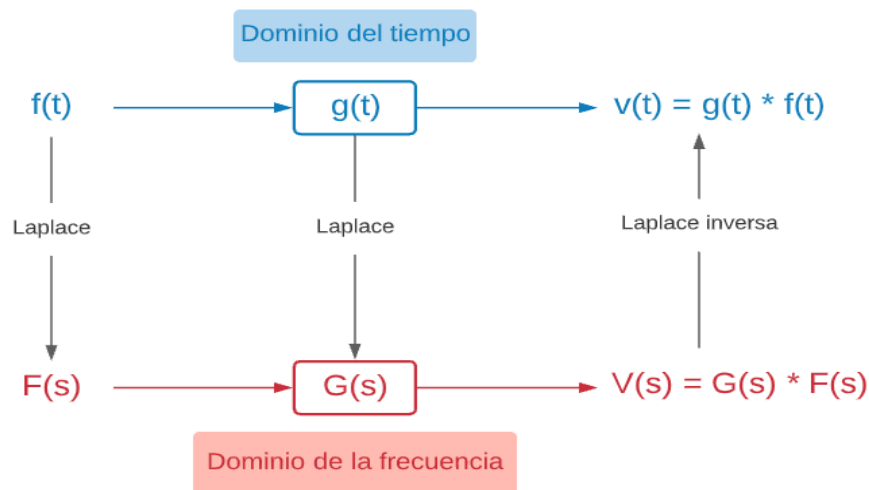 Dominio del tiempo
f(t)
g(t)
v(t) = g(t) * f(t)
Laplace
Laplace
Laplace inversa
F(s)
G(s)
V(s) = G(s) * F(s)
Dominio de la frecuencia